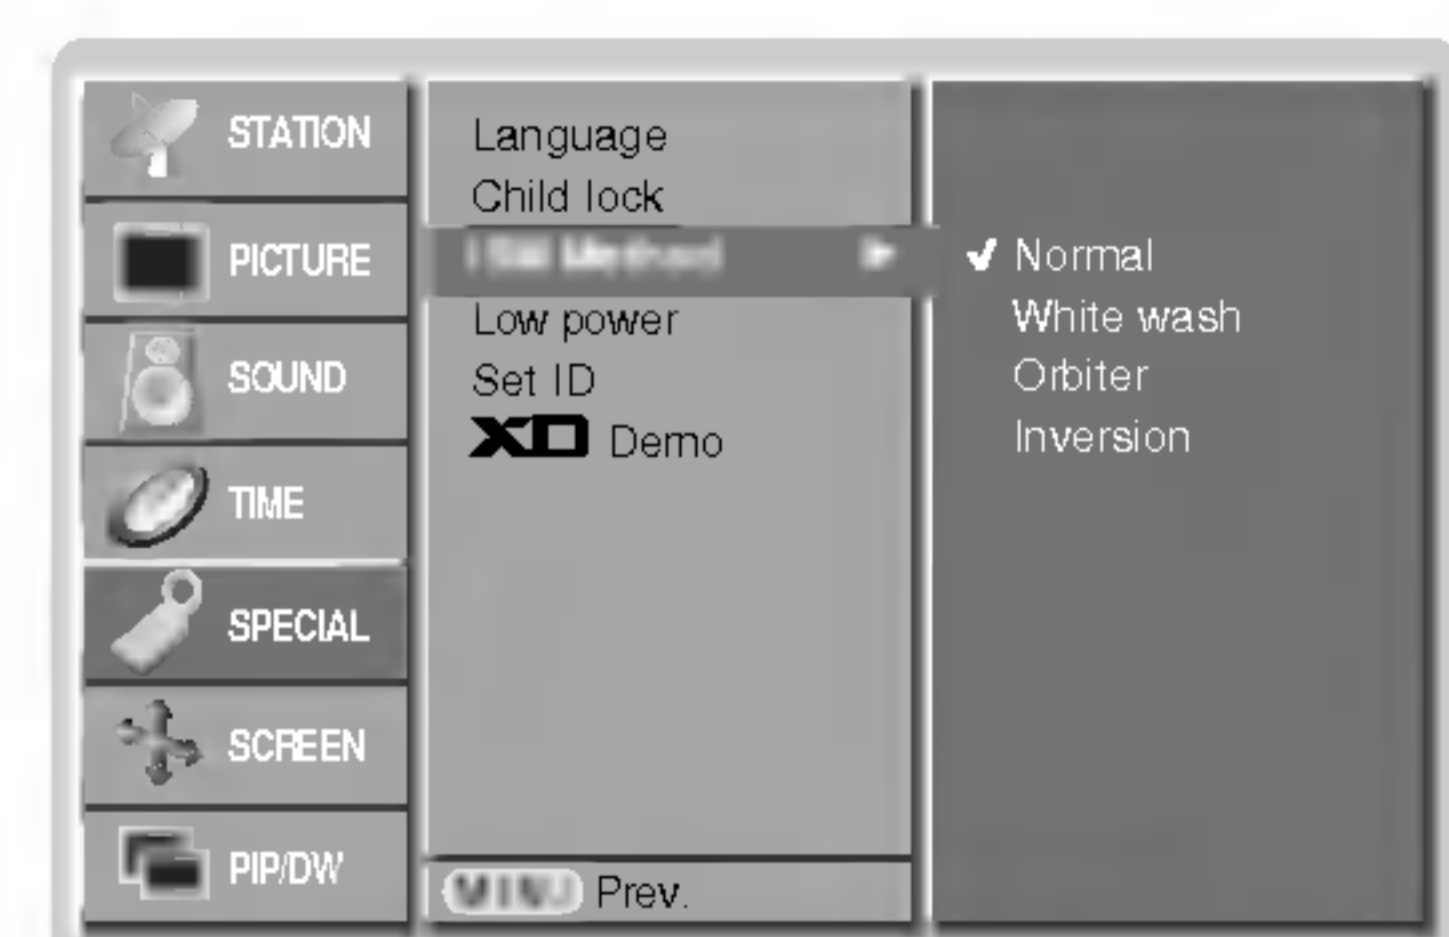 STATION
PICTURE
SOUND
TIME
SPECIAL
SCREEN
PIP/DW
Language
Child lock
Method
Low power
Set ID
XD Demo
Prev.
✔ Normal
White wash
Orbiter
Inversion